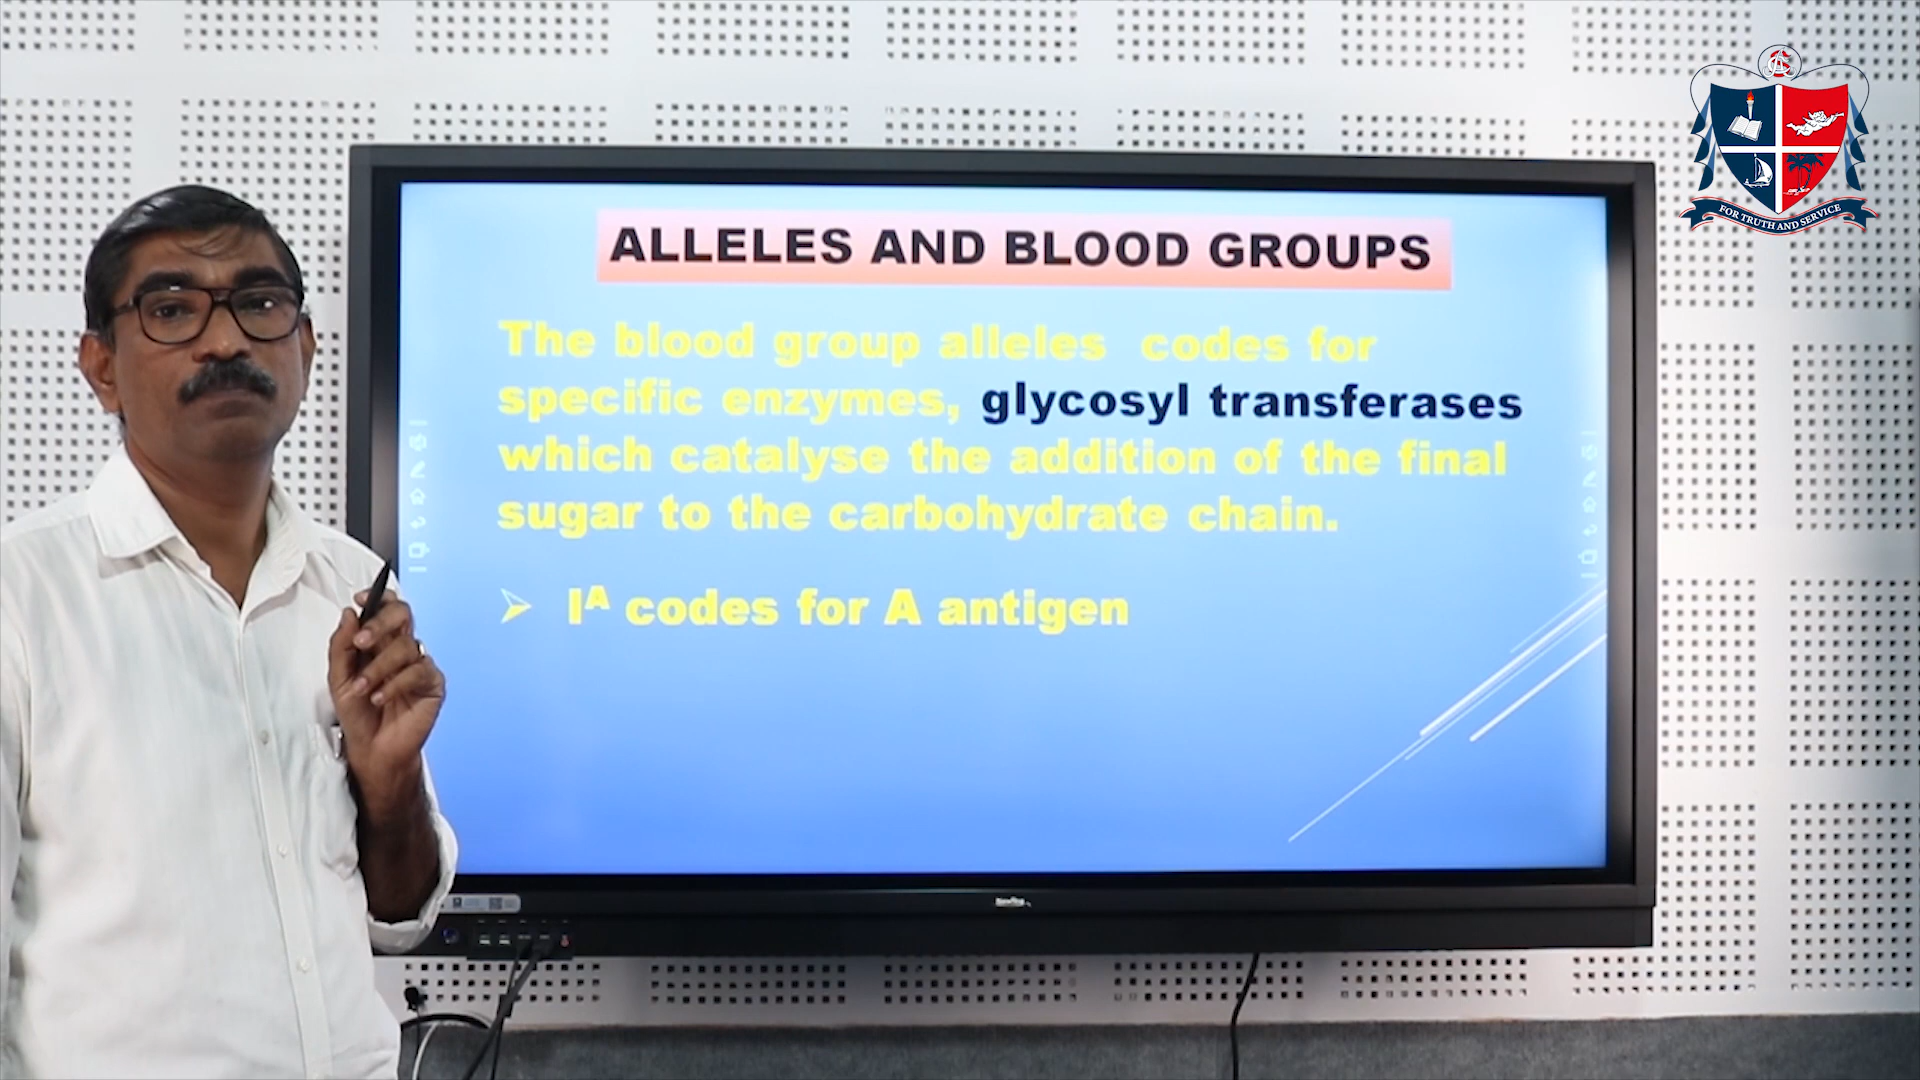 ALLELES AND BLOOD GROUPS
The blood group alleles codes for
specific enzymes, glycosyl transferases
which catalyse the addition of the final
sugar to the carbohydrate chain.
➢ Iᴬ codes for A antigen
FOR TRUTH AND SERVICE